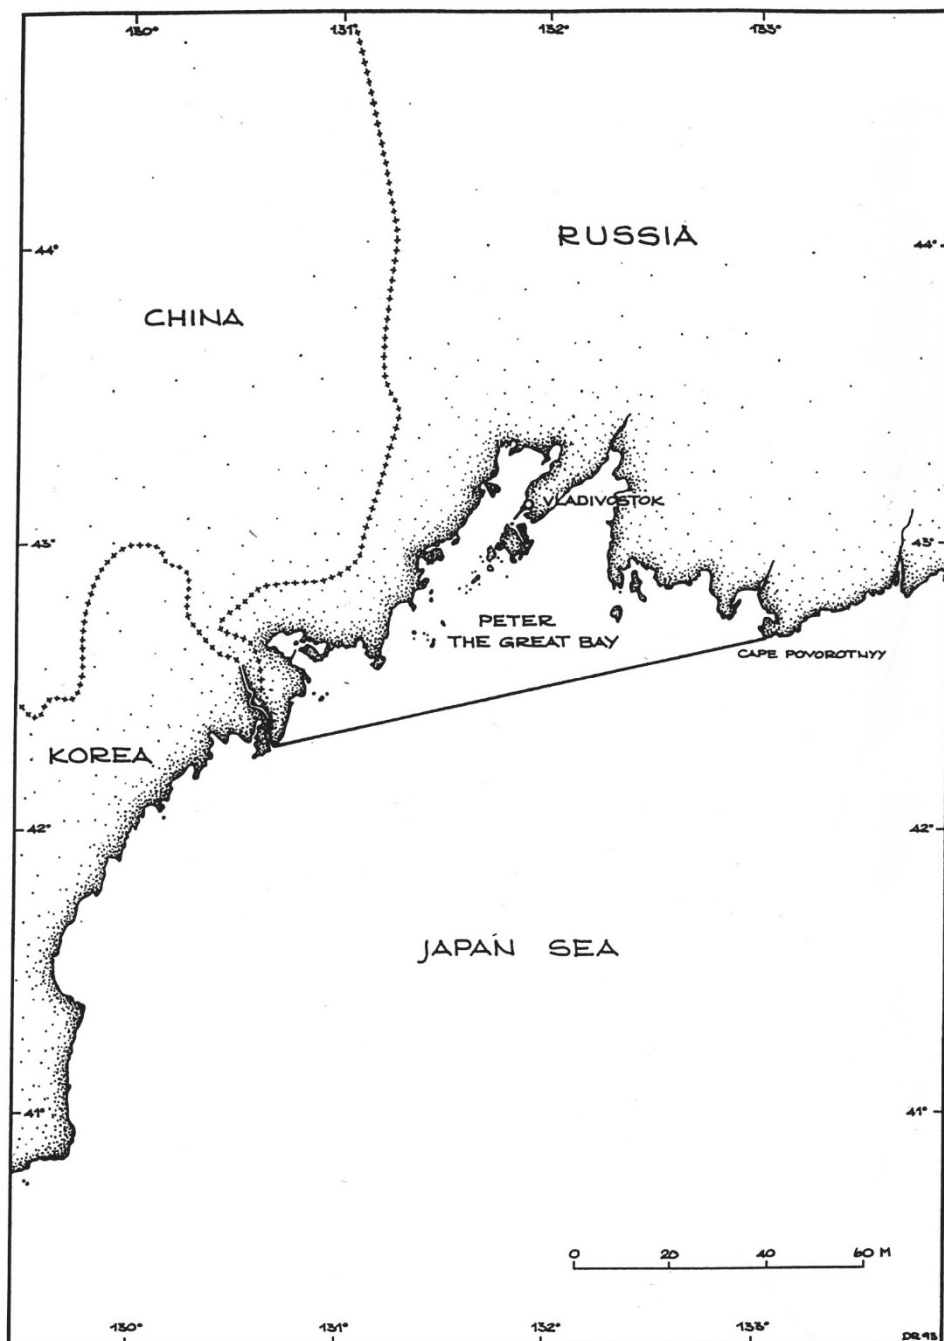 130° 131° 132° 133°
RUSSIA
44° 44°
CHINA
VLADIVOSTOK
43° 43°
PETER
THE GREAT BAY
CAPE POVOROTNYY
KOREA
42° 42°
JAPAN SEA
41° 41°
0 20 40 60 M
130° 131° 132° 133°